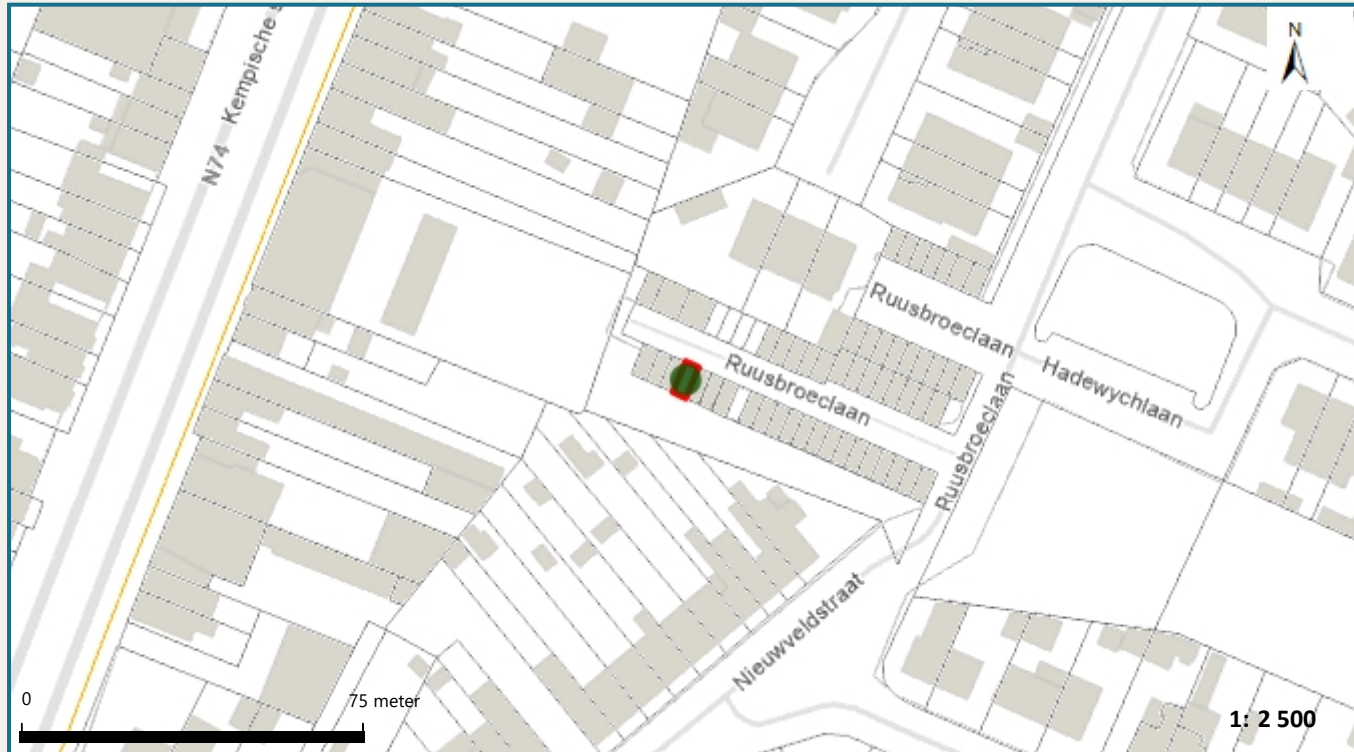 N
N74 Kempische
Ruusbroeclaan
Ruusbroeclaan
Hadewychlaan
Ruusbroeclaan
Nieuwveldstraat
0 75 meter
1: 2 500